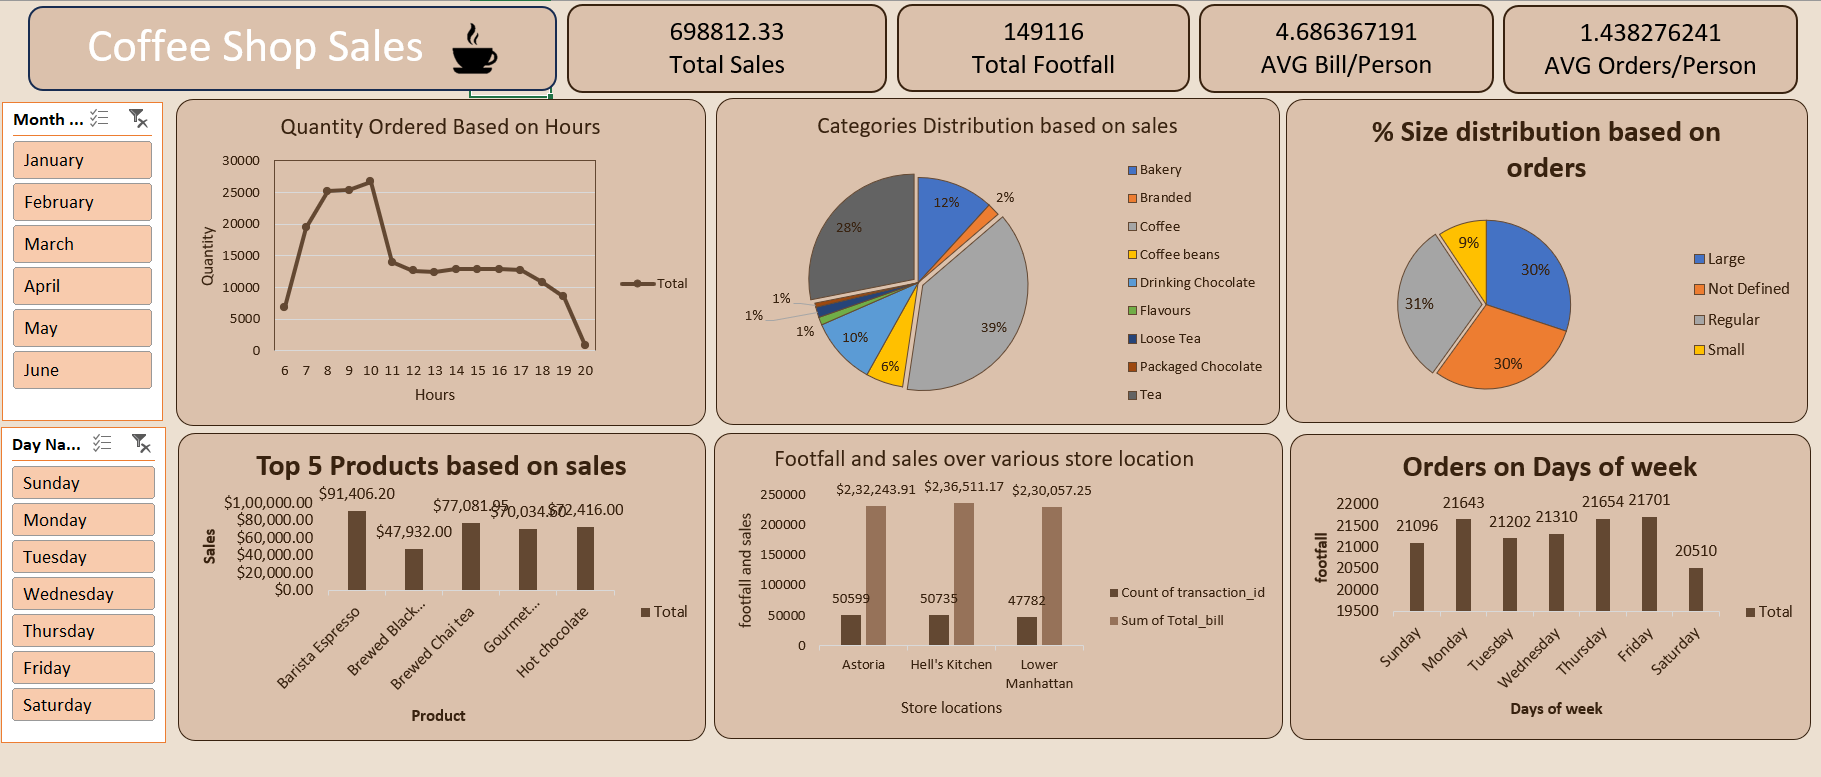 Coffee Shop Sales
698812.33
Total Sales
149116
Total Footfall
4.686367191
AVG Bill/Person
1.438276241
AVG Orders/Person
Month ...
January
February
March
April
May
June
Quantity Ordered Based on Hours
30000
25000
20000
15000
10000
5000
0
Quantity
6 7 8 9 10 11 12 13 14 15 16 17 18 19 20
Hours
Total
Categories Distribution based on sales
12%
2%
39%
6%
10%
1%
1%
1%
28%
Bakery
Branded
Coffee
Coffee beans
Drinking Chocolate
Flavours
Loose Tea
Packaged Chocolate
Tea
% Size distribution based on
orders
30%
30%
31%
9%
Large
Not Defined
Regular
Small
Day Na...
Sunday
Monday
Tuesday
Wednesday
Thursday
Friday
Saturday
Top 5 Products based on sales
$1,00,000.00
$80,000.00
$60,000.00
$40,000.00
$20,000.00
$0.00
Sales
$91,406.20
$47,932.00
$77,081.95
$70,034.60
$72,416.00
Barista Espresso
Brewed Black...
Brewed Chai tea
Gourmet...
Hot chocolate
Product
Total
Footfall and sales over various store location
250000
200000
150000
100000
50000
0
footfall and sales
$2,32,243.91
$2,36,511.17
$2,30,057.25
50599
50735
47782
Astoria
Hell's Kitchen
Lower
Manhattan
Store locations
Count of transaction_id
Sum of Total_bill
Orders on Days of week
22000
21500
21000
20500
20000
19500
footfall
21096
21643
21202
21310
21654
21701
20510
Sunday
Monday
Tuesday
Wednesday
Thursday
Friday
Saturday
Days of week
Total